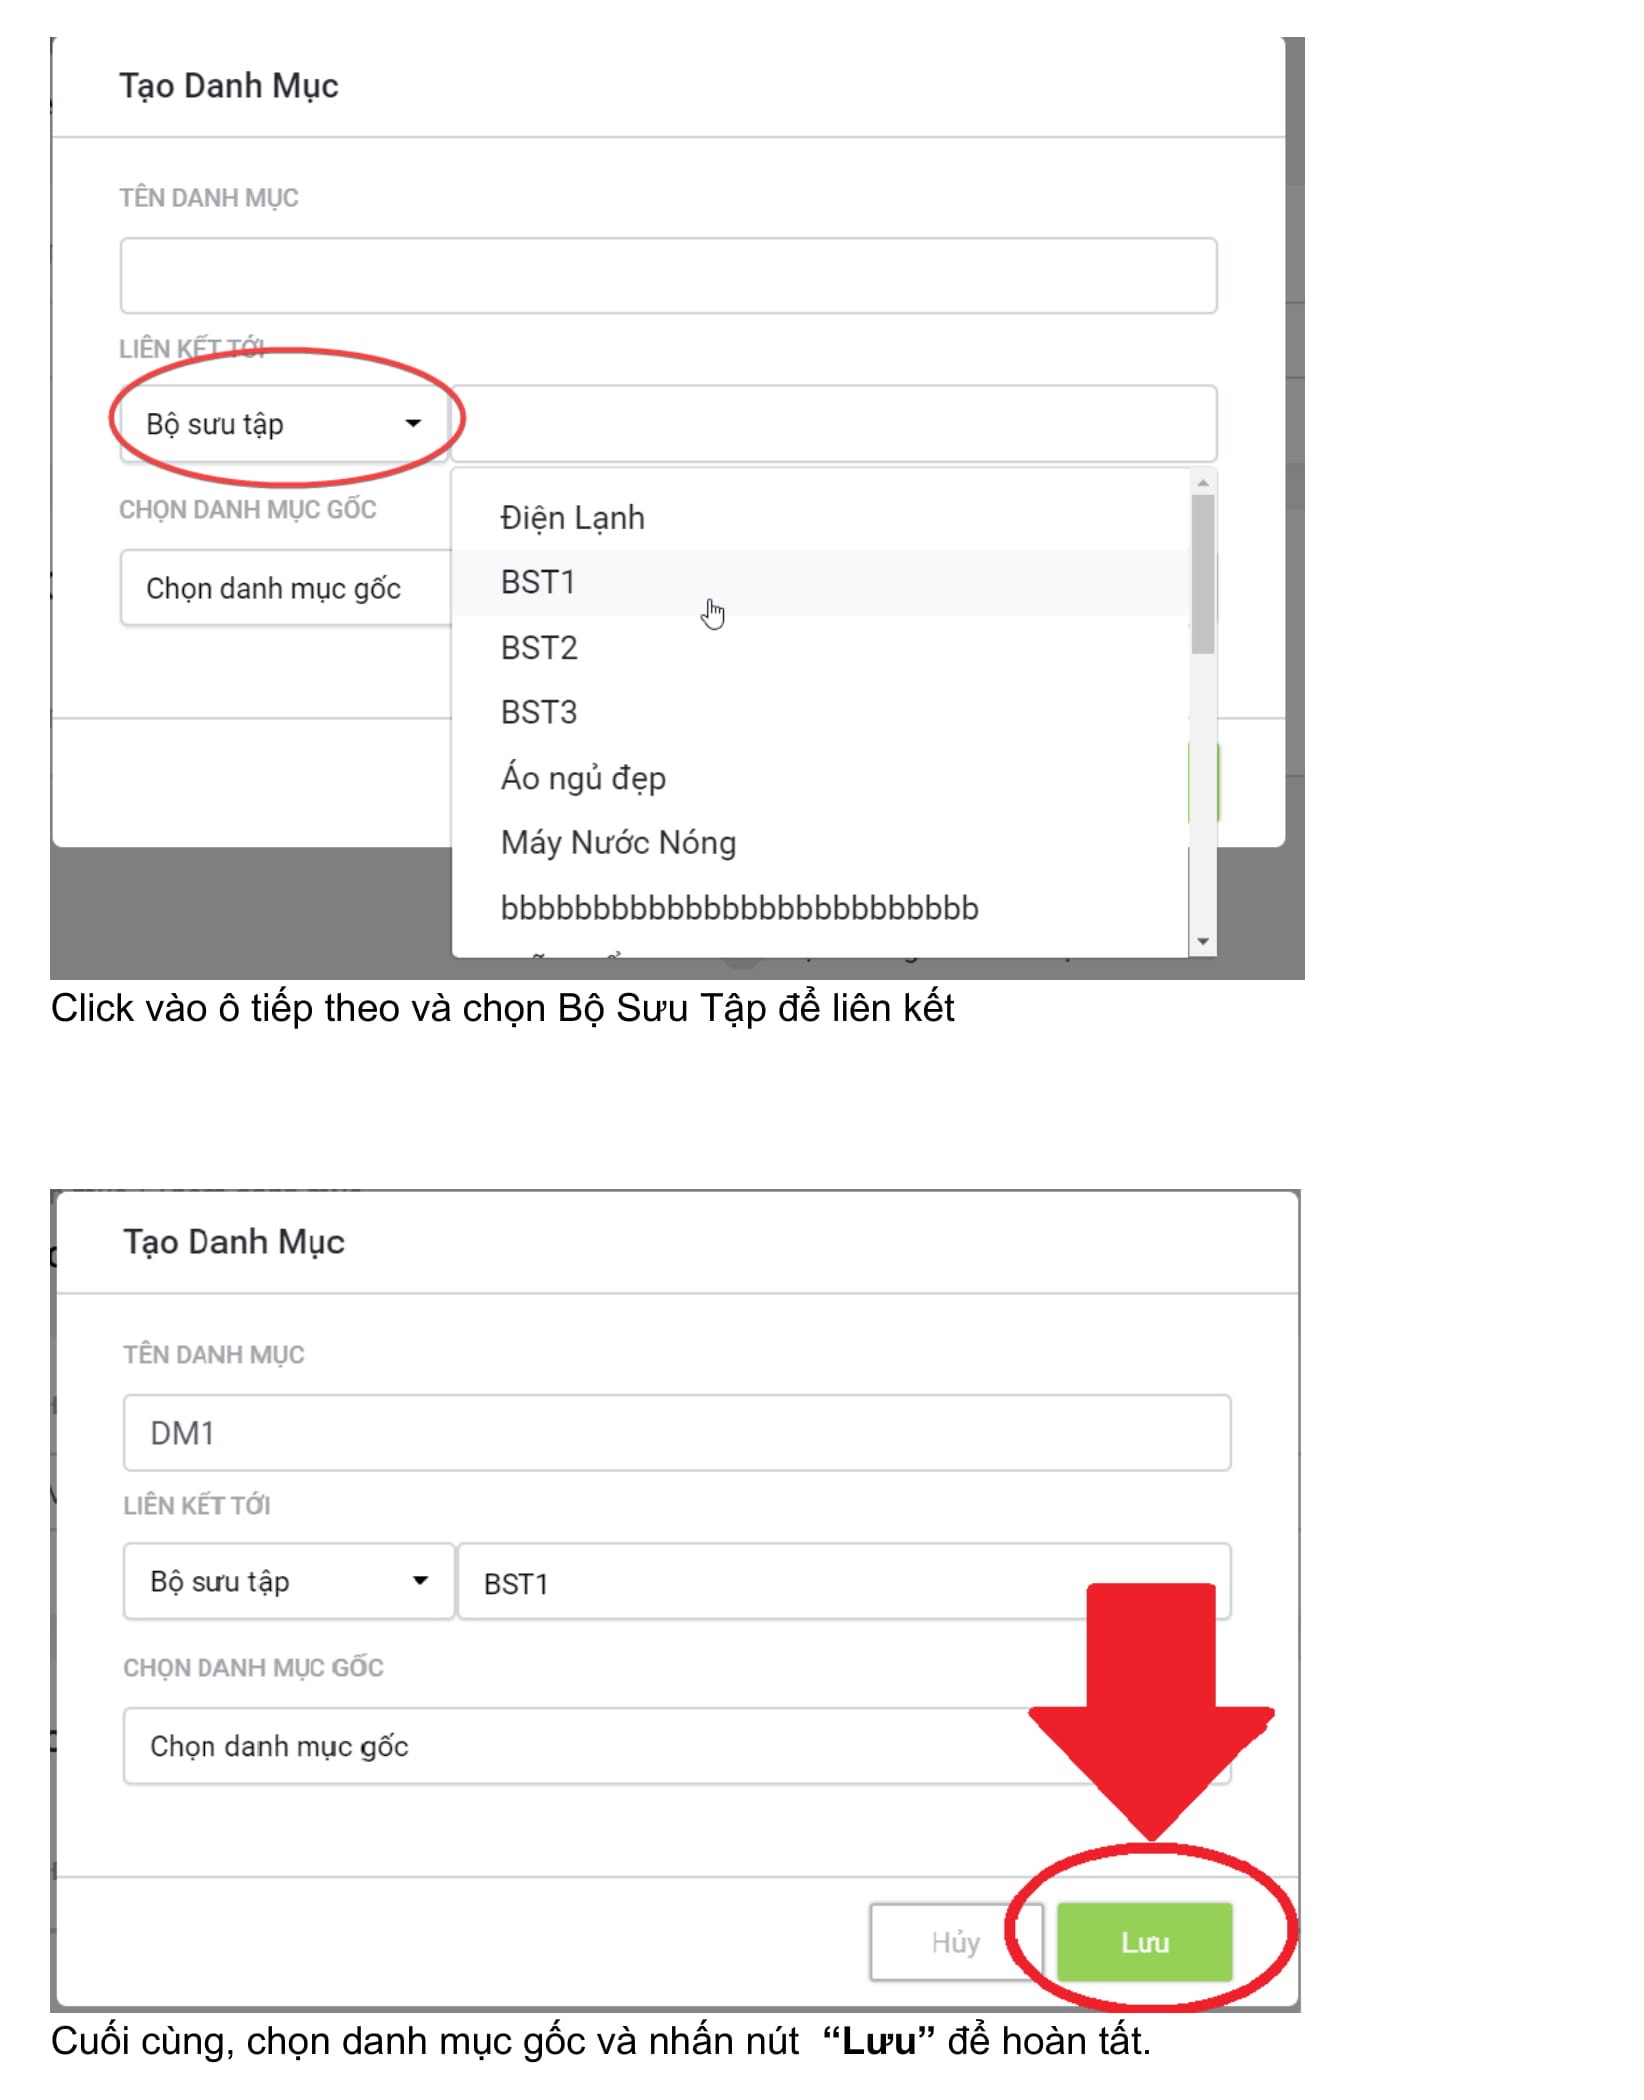 Tạo Danh Mục
TÊN DANH MỤC
LIÊN KẾT TỚI
Bộ sưu tập
CHỌN DANH MỤC GỐC
Chọn danh mục gốc
Điện Lạnh
BST1
BST2
BST3
Áo ngủ đẹp
Máy Nước Nóng
bbbbbbbbbbbbbbbbbbbbbbbbbb
Click vào ô tiếp theo và chọn Bộ Sưu Tập để liên kết
Tạo Danh Mục
TÊN DANH MỤC
DM1
LIÊN KẾT TỚI
Bộ sưu tập BST1
CHỌN DANH MỤC GỐC
Chọn danh mục gốc
Hủy Lưu
Cuối cùng, chọn danh mục gốc và nhấn nút “Lưu” để hoàn tất.